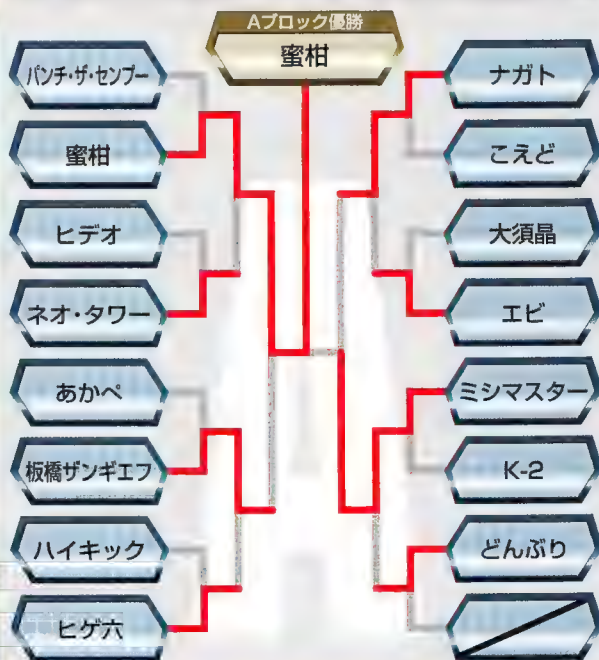 Aブロック優勝
蜜柑
パンチ・ザ・センプー
蜜柑
ヒデオ
ネオ・タワー
あかぺ
板橋ザンギエフ
ハイキック
ヒゲ六
ナガト
こえど
大須晶
エビ
ミシマスター
K-2
どんぶり